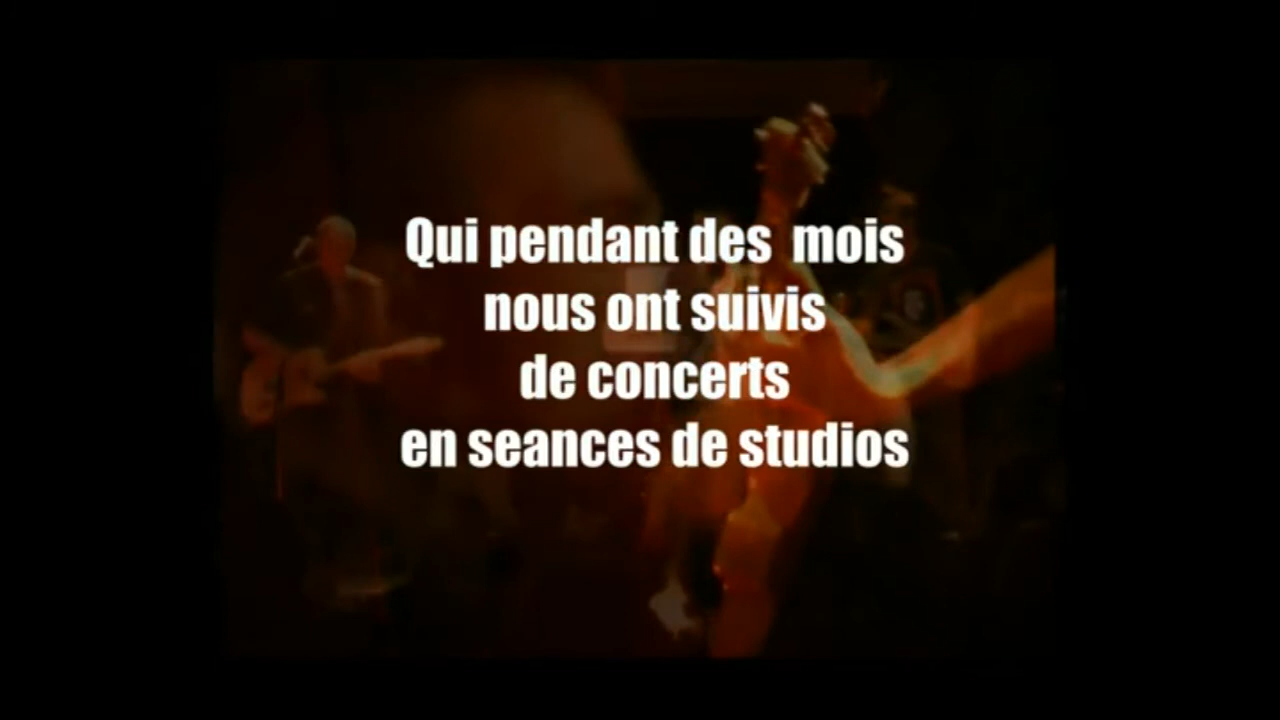 Qui pendant des  mois
nous ont suivis
de concerts
en seances de studios